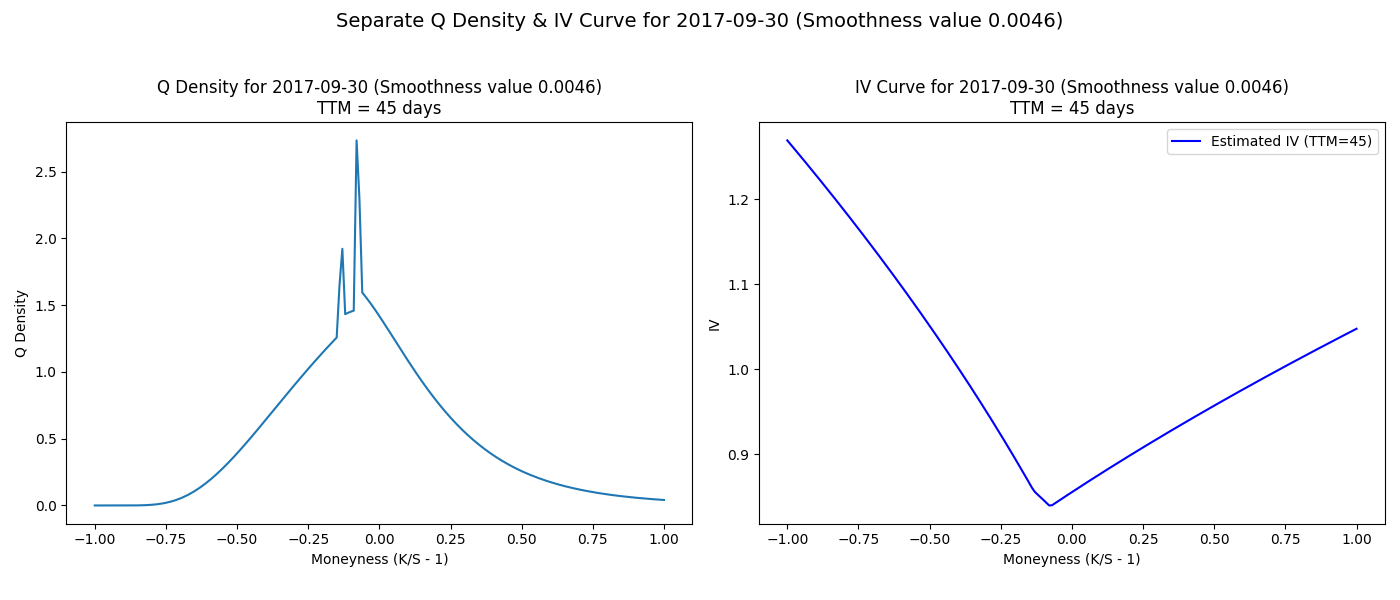 Separate Q Density & IV Curve for 2017-09-30 (Smoothness value 0.0046)
Q Density for 2017-09-30 (Smoothness value 0.0046)
TTM = 45 days
2.5
2.0
1.5
1.0
0.5
0.0
Q Density
−1.00 −0.75 −0.50 −0.25 0.00 0.25 0.50 0.75 1.00
Moneyness (K/S - 1)
IV Curve for 2017-09-30 (Smoothness value 0.0046)
TTM = 45 days
Estimated IV (TTM=45)
1.2
1.1
1.0
0.9
IV
−1.00 −0.75 −0.50 −0.25 0.00 0.25 0.50 0.75 1.00
Moneyness (K/S - 1)